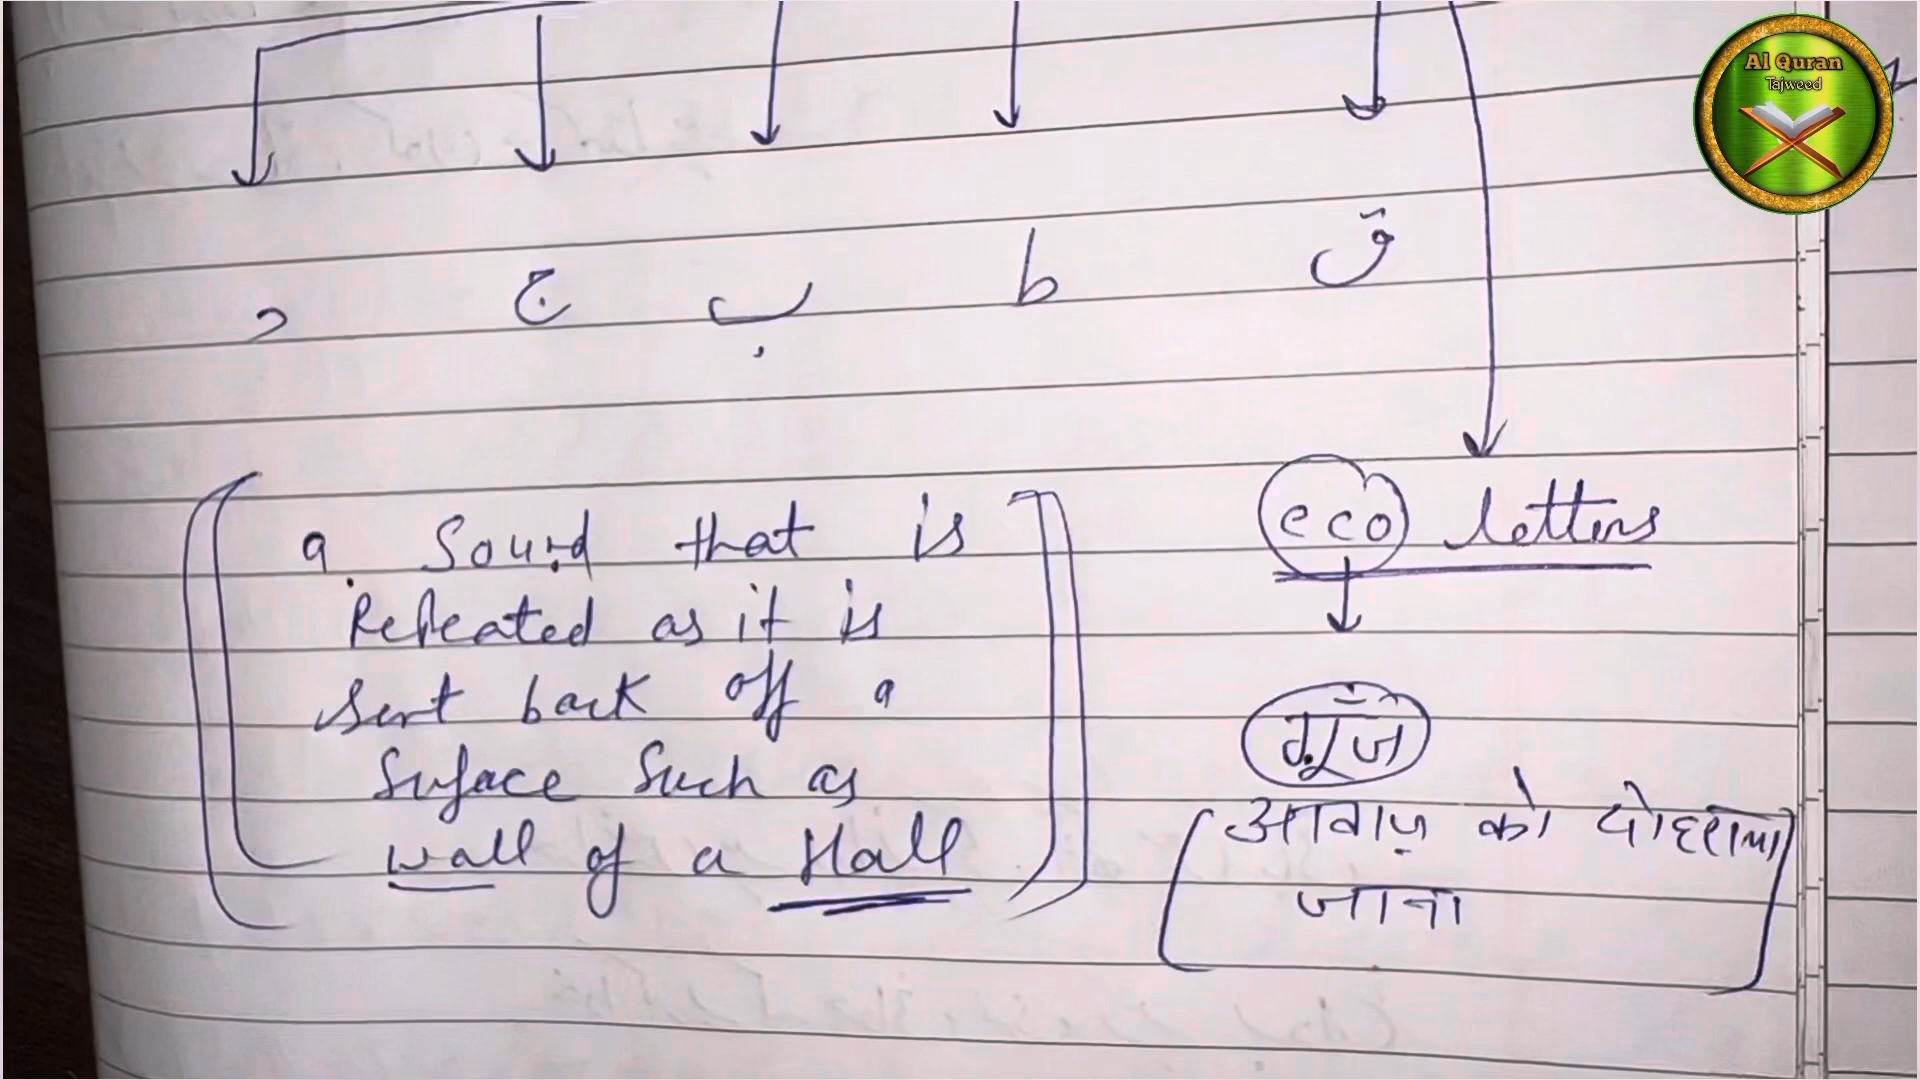 Al Quran
Tajweed
د ج ب ط ق
eco letters
a sound that is
Repeated as it is
sent back off a
Suface Such as
wall of a Hall
गूँज
आवाज़ को दोहराया
जाना